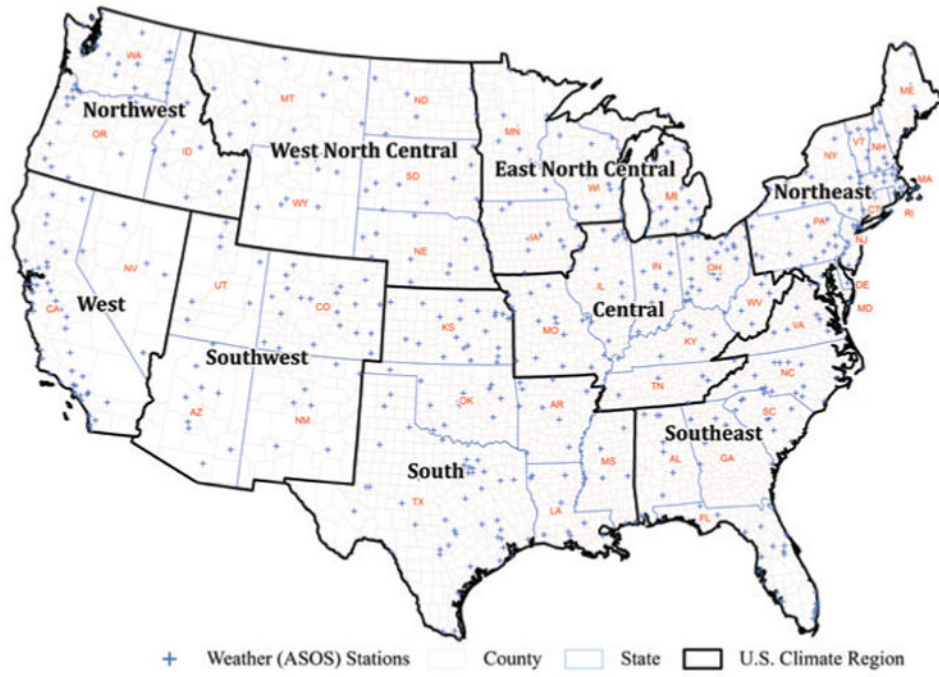 WA
Northwest
OR
ID
MT
ND
West North Central
SD
WY
NE
MN
East North Central
WI
MI
IA
ME
VT
NH
NY
MA
Northeast
CT
RI
PA
NJ
NV
West
CA
UT
CO
Southwest
AZ
NM
KS
IL
IN
OH
Central
MO
WV
KY
DE
MD
VA
TN
NC
SC
Southeast
AL
GA
FL
OK
AR
South
MS
TX
LA
Weather (ASOS) Stations
County
State
U.S. Climate Region